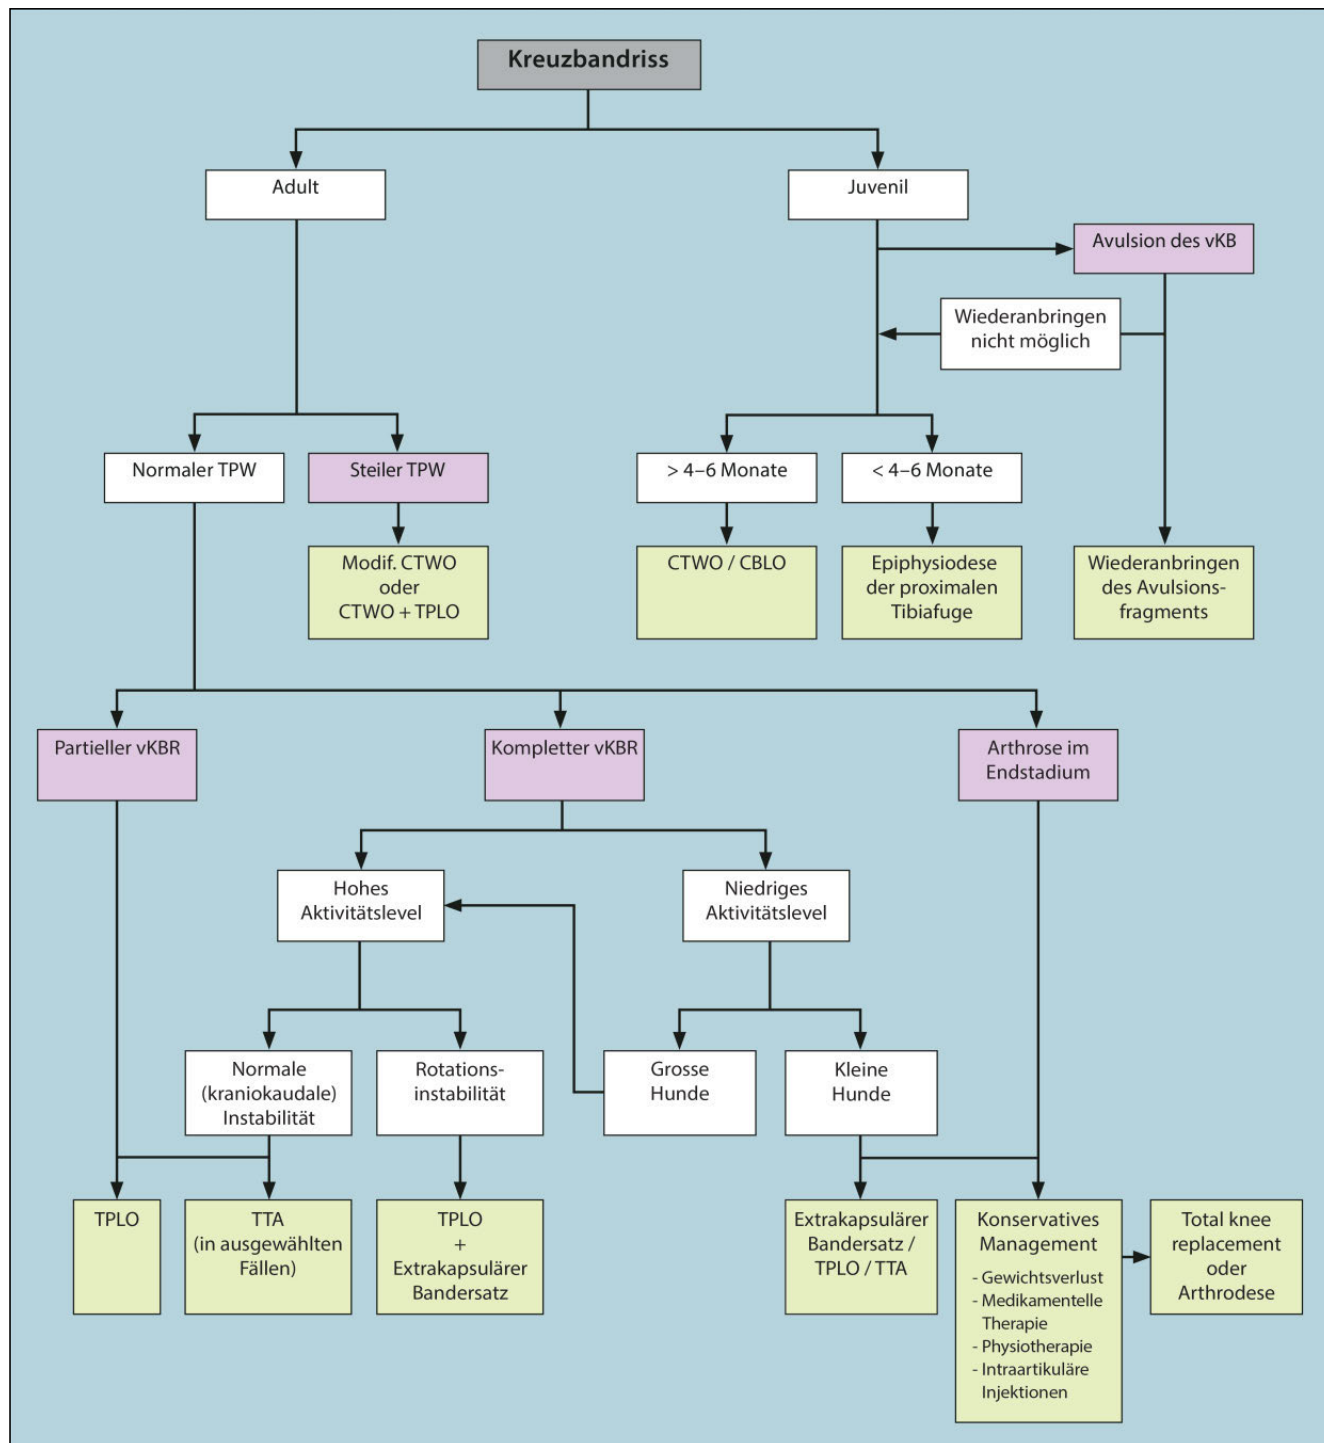 Kreuzbandriss
Adult
Juvenil
Avulsion des vKB
Wiederanbringen
nicht möglich
Normaler TPW
Steiler TPW
> 4–6 Monate
< 4–6 Monate
Modif. CTWO
oder
CTWO + TPLO
CTWO / CBLO
Epiphysiodese
der proximalen
Tibiafuge
Wiederanbringen
des Avulsions-
fragments
Partieller vKBR
Kompletter vKBR
Arthrose im
Endstadium
Hohes
Aktivitätslevel
Niedriges
Aktivitätslevel
Normale
(kraniokaudale)
Instabilität
Rotations-
instabilität
Grosse
Hunde
Kleine
Hunde
TPLO
TTA
(in ausgewählten
Fällen)
TPLO
+
Extrakapsulärer
Bandersatz
Extrakapsulärer
Bandersatz /
TPLO / TTA
Konservatives
Management
- Gewichtsverlust
- Medikamentelle
Therapie
- Physiotherapie
- Intraartikuläre
Injektionen
Total knee
replacement
oder
Arthrodese